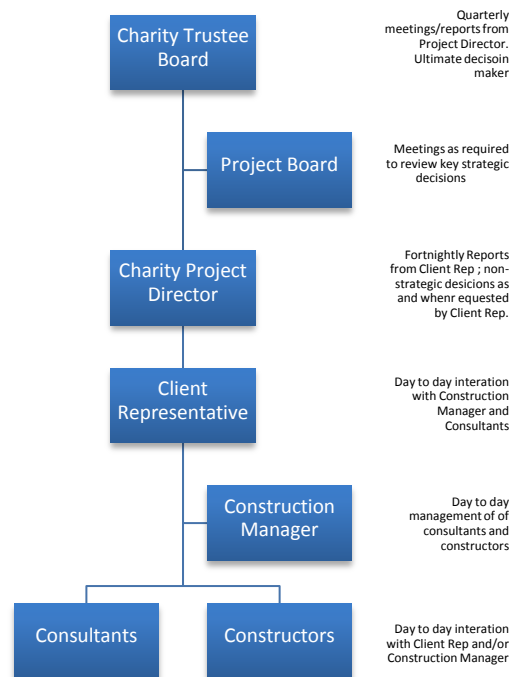 Charity Trustee
Board
Quarterly
meetings/reports from
Project Director.
Ultimate decisoin
maker
Project Board
Meetings as required
to review key strategic
decisions
Charity Project
Director
Fortnightly Reports
from Client Rep ; non-
strategic desicions as
and whenr equested
by Client Rep.
Client
Representative
Day to day interation
with Construction
Manager and
Consultants
Construction
Manager
Day to day
management of of
consultants and
constructors
Consultants
Constructors
Day to day interation
with Client Rep and/or
Construction Manager